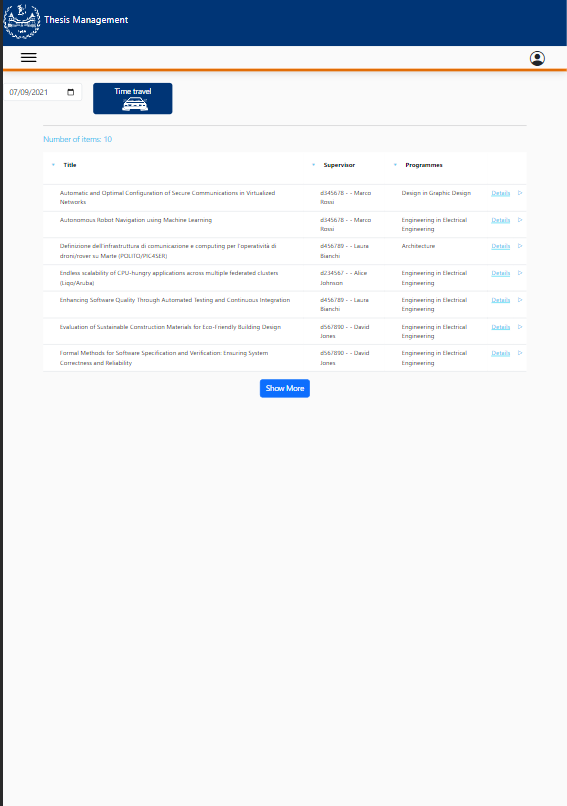 Thesis Management
07/09/2021
Time travel
Number of items: 10
Title Supervisor Programmes
Automatic and Optimal Configuration of Secure Communications in Virtualized d345678 - - Marco Design in Graphic Design Details
Networks Rossi
Autonomous Robot Navigation using Machine Learning d345678 - - Marco Engineering in Electrical Details
Rossi Engineering
Definizione dell'infrastruttura di comunicazione e computing per l'operatività di d456789 - - Laura Architecture Details
droni/rover su Marte (POLITO/PIC4SER) Bianchi
Endless scalability of CPU-hungry applications across multiple federated clusters d234567 - - Alice Engineering in Electrical Details
(Liqo/Aruba) Johnson Engineering
Enhancing Software Quality Through Automated Testing and Continuous Integration d456789 - - Laura Engineering in Electrical Details
Bianchi Engineering
Evaluation of Sustainable Construction Materials for Eco-Friendly Building Design d567890 - - David Engineering in Electrical Details
Jones Engineering
Formal Methods for Software Specification and Verification: Ensuring System d567890 - - David Engineering in Electrical Details
Correctness and Reliability Jones Engineering
Show More